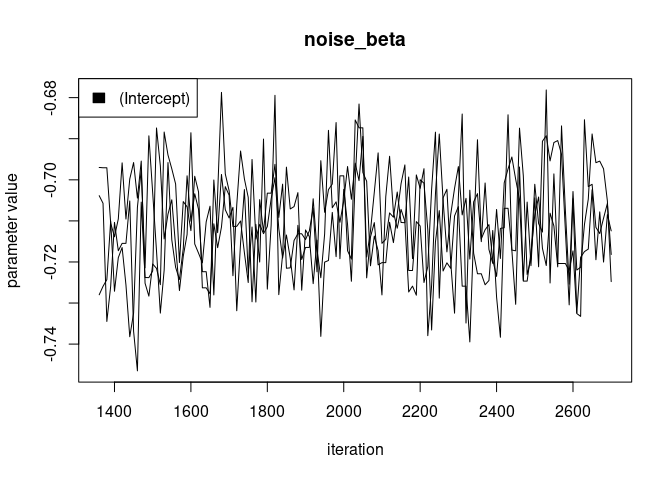 noise_beta
(Intercept)
parameter value
-0.68
-0.70
-0.72
-0.74
1400 1600 1800 2000 2200 2400 2600
iteration